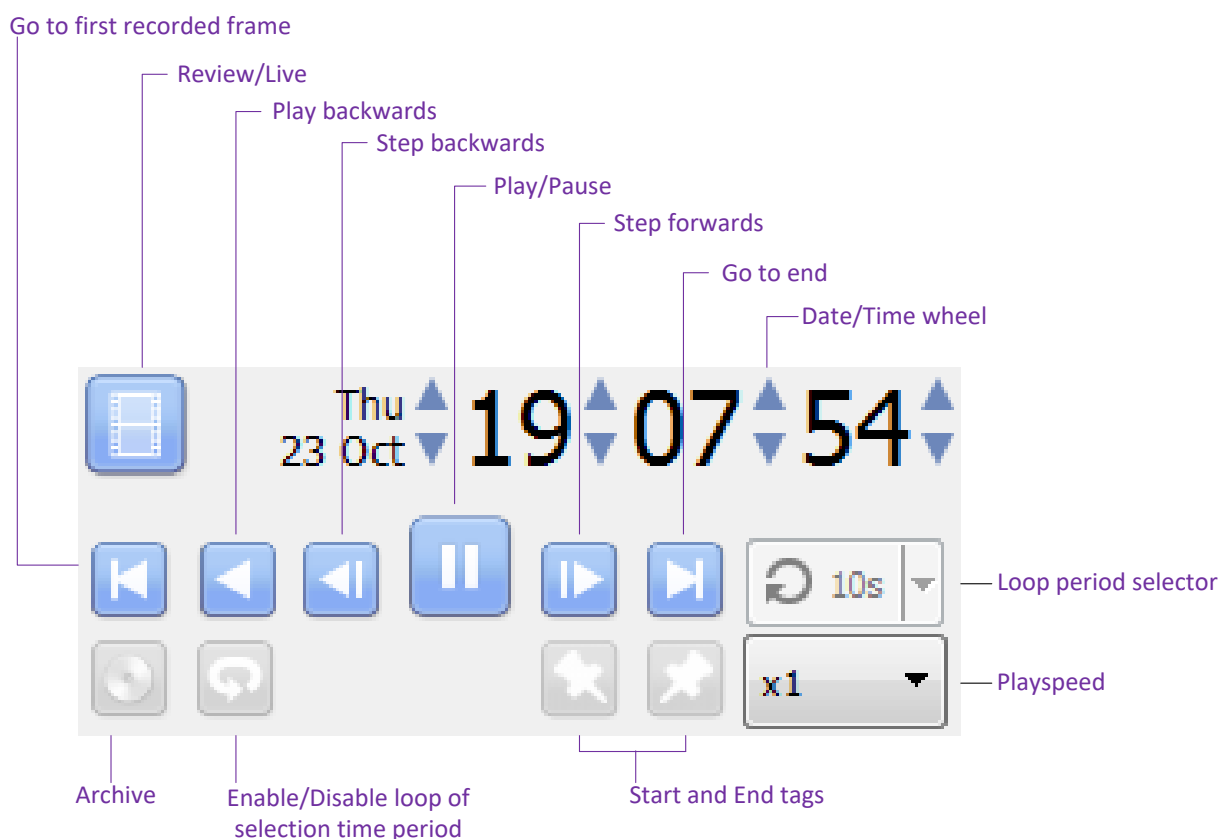 Go to first recorded frame
Review/Live
Play backwards
Step backwards
Play/Pause
Step forwards
Go to end
Date/Time wheel
Thu
23 Oct
19 07 54
10s
Loop period selector
x1
Playspeed
Archive
Enable/Disable loop of
selection time period
Start and End tags